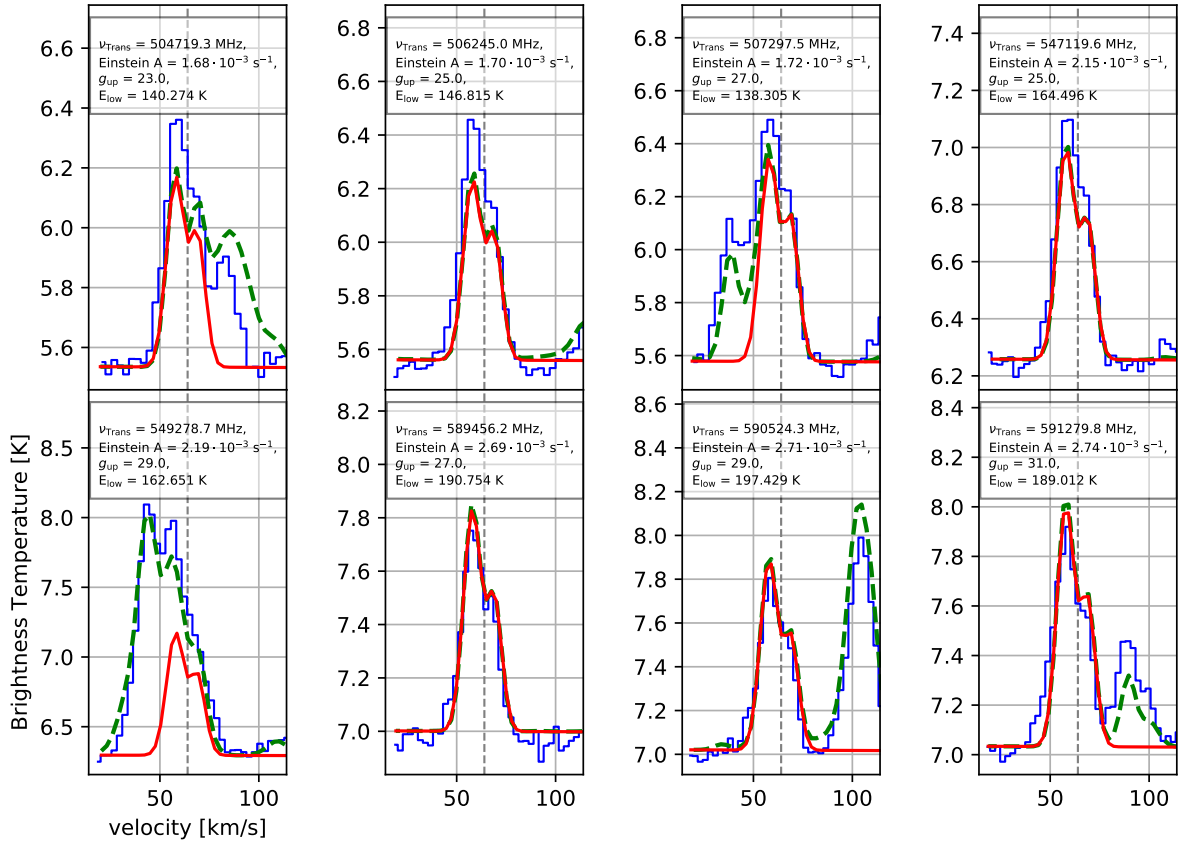 ν_Trans = 504719.3 MHz,
Einstein A = 1.68 · 10⁻³ s⁻¹,
g_up = 23.0,
E_low = 140.274 K
6.6
6.4
6.2
6.0
5.8
5.6
ν_Trans = 506245.0 MHz,
Einstein A = 1.70 · 10⁻³ s⁻¹,
g_up = 25.0,
E_low = 146.815 K
6.8
6.6
6.4
6.2
6.0
5.8
5.6
ν_Trans = 507297.5 MHz,
Einstein A = 1.72 · 10⁻³ s⁻¹,
g_up = 27.0,
E_low = 138.305 K
6.8
6.6
6.4
6.2
6.0
5.8
5.6
ν_Trans = 547119.6 MHz,
Einstein A = 2.15 · 10⁻³ s⁻¹,
g_up = 25.0,
E_low = 164.496 K
7.4
7.2
7.0
6.8
6.6
6.4
6.2
Brightness Temperature [K]
ν_Trans = 549278.7 MHz,
Einstein A = 2.19 · 10⁻³ s⁻¹,
g_up = 29.0,
E_low = 162.651 K
8.5
8.0
7.5
7.0
6.5
50 100
velocity [km/s]
ν_Trans = 589456.2 MHz,
Einstein A = 2.69 · 10⁻³ s⁻¹,
g_up = 27.0,
E_low = 190.754 K
8.2
8.0
7.8
7.6
7.4
7.2
7.0
50 100
ν_Trans = 590524.3 MHz,
Einstein A = 2.71 · 10⁻³ s⁻¹,
g_up = 29.0,
E_low = 197.429 K
8.6
8.4
8.2
8.0
7.8
7.6
7.4
7.2
7.0
50 100
ν_Trans = 591279.8 MHz,
Einstein A = 2.74 · 10⁻³ s⁻¹,
g_up = 31.0,
E_low = 189.012 K
8.4
8.2
8.0
7.8
7.6
7.4
7.2
7.0
50 100